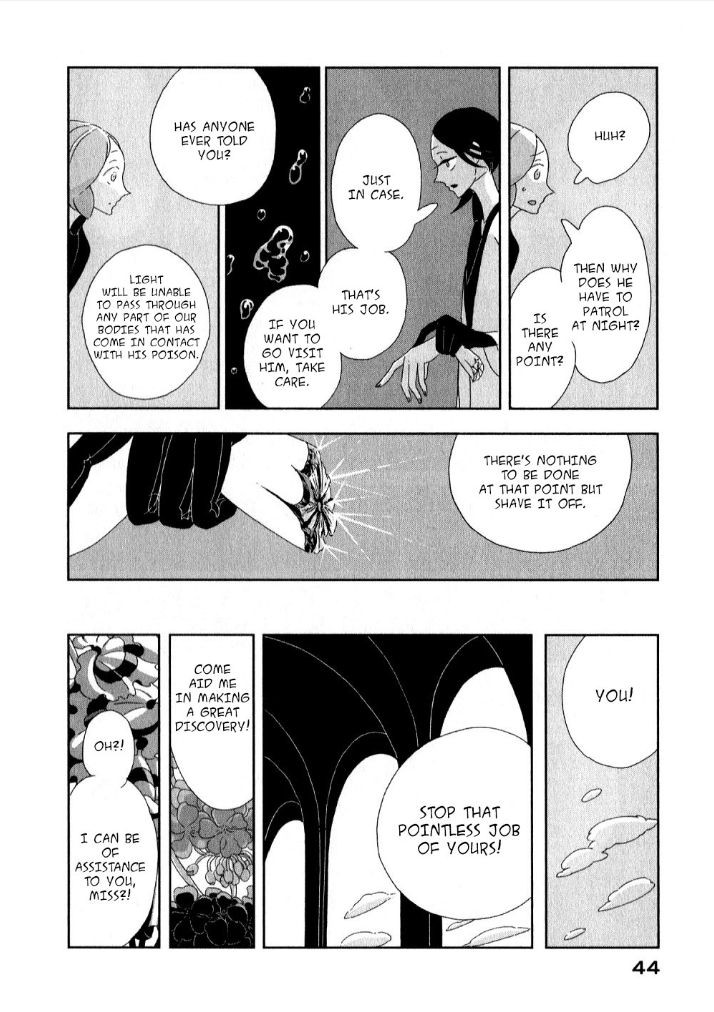 HUH?
THEN WHY
DOES HE
HAVE TO
PATROL
AT NIGHT?
IS
THERE
ANY
POINT?
JUST
IN CASE.
THAT'S
HIS JOB.
IF YOU
WANT TO
GO VISIT
HIM, TAKE
CARE.
HAS ANYONE
EVER TOLD
YOU?
LIGHT
WILL BE UNABLE
TO PASS THROUGH
ANY PART OF OUR
BODIES THAT HAS
COME IN CONTACT
WITH HIS POISON.
THERE'S NOTHING
TO BE DONE
AT THAT POINT BUT
SHAVE IT OFF.
YOU!
STOP THAT
POINTLESS JOB
OF YOURS!
COME
AID ME
IN MAKING
A GREAT
DISCOVERY!
OH?!
I CAN BE
OF
ASSISTANCE
TO YOU,
MISS?!
44